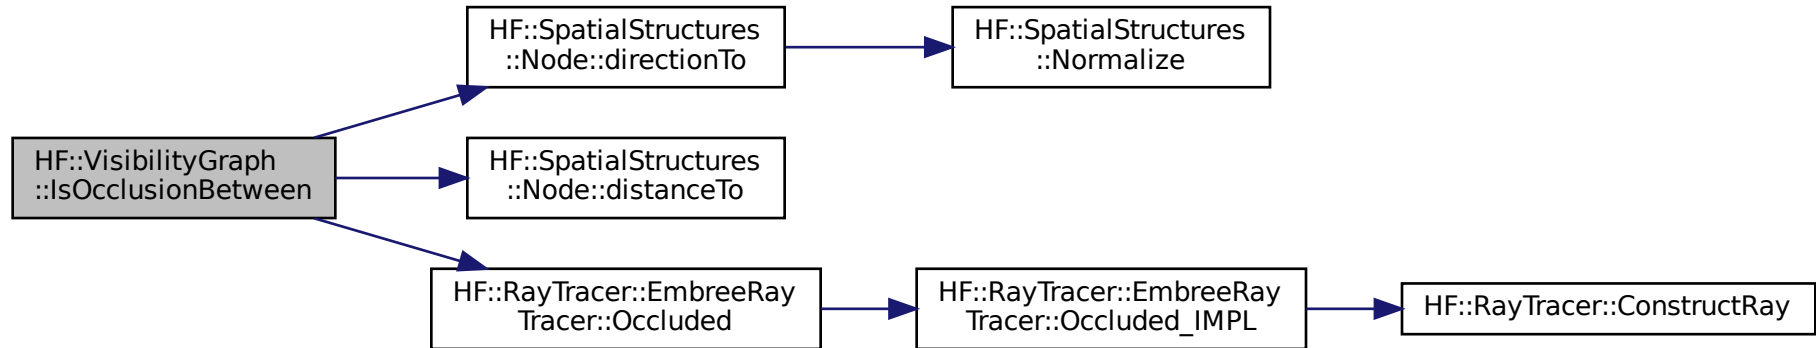 HF::SpatialStructures
::Node::directionTo
HF::SpatialStructures
::Normalize
HF::VisibilityGraph
::IsOcclusionBetween
HF::SpatialStructures
::Node::distanceTo
HF::RayTracer::EmbreeRay
Tracer::Occluded
HF::RayTracer::EmbreeRay
Tracer::Occluded_IMPL
HF::RayTracer::ConstructRay